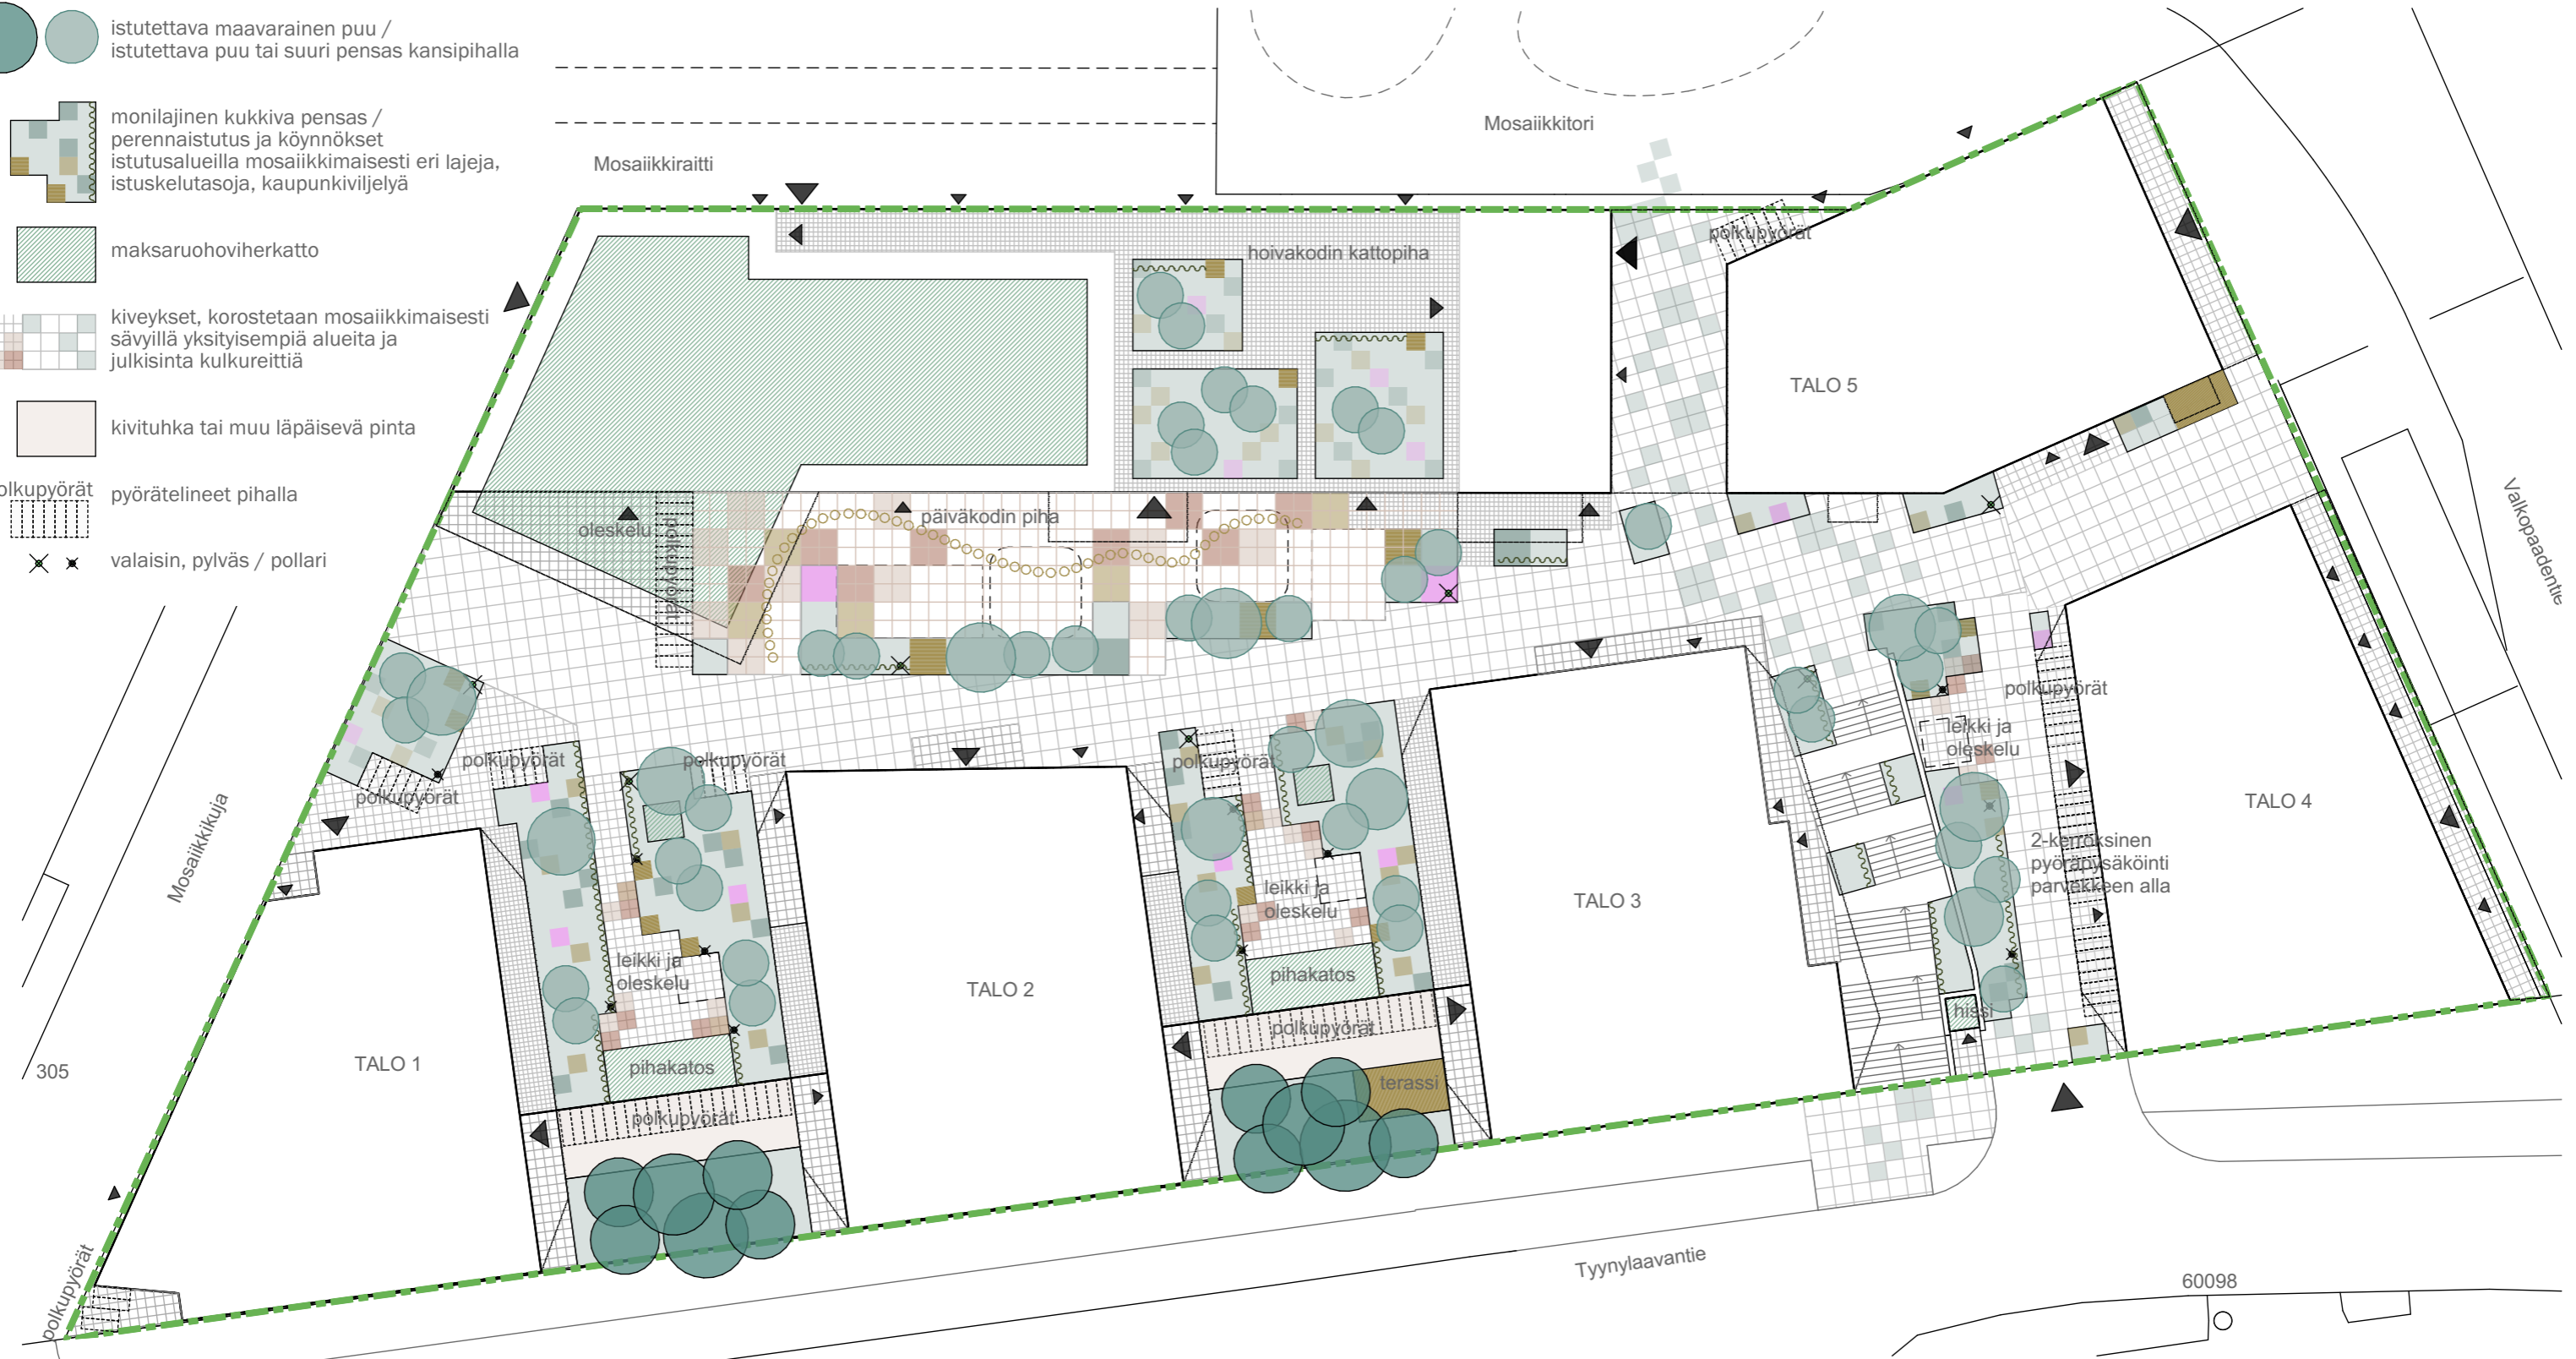 istutettava maavarainen puu /
istutettava puu tai suuri pensas kansipihalla
monilajinen kukkiva pensas /
perennaistutus ja köynnökset
istutusalueilla mosaiikkimaisesti eri lajeja,
istuskelutasoja, kaupunkiviljelyä
maksaruohoviherkatto
kiveykset, korostetaan mosaiikkimaisesti
sävyillä yksityisempiä alueita ja
julkisinta kulkureittiä
kivituhka tai muu läpäisevä pinta
olkupyörät
pyörätelineet pihalla
valaisin, pylväs / pollari
Mosaiikkiraitti
Mosaiikkitori
hoivakodin kattopiha
polkupyörät
TALO 5
Valkopaadentie
oleskelu
polkupyörät
päiväkodin piha
polkupyörät
polkupyörät
polkupyörät
polkupyörät
polkupyörät
leikki ja
oleskelu
TALO 4
2-kerroksinen
pyöräpysäköinti
parvekkeen alla
Mosaiikkikuja
leikki ja
oleskelu
TALO 3
leikki ja
oleskelu
pihakatos
TALO 2
hissi
polkupyörät
TALO 1
305
pihakatos
terassi
polkupyörät
polkupyörät
Tyynylaavantie
60098